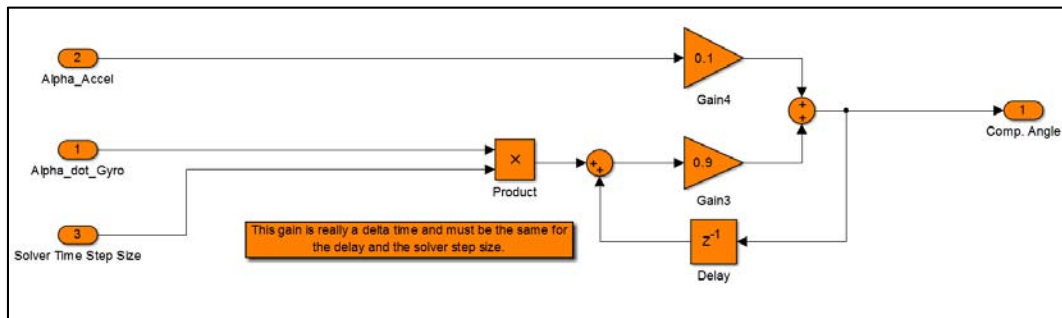 2
Alpha_Accel
0.1
Gain4
+
+
1
Comp. Angle
1
Alpha_dot_Gyro
×
Product
+
+
0.9
Gain3
3
Solver Time Step Size
This gain is really a delta time and must be the same for
the delay and the solver step size.
z-1
Delay